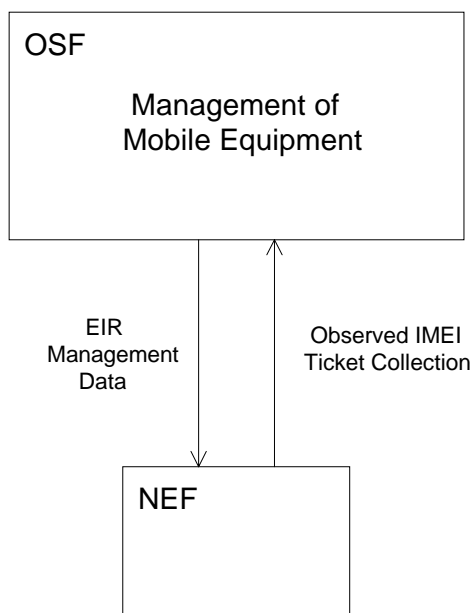 OSF
Management of
Mobile Equipment
EIR
Management
Data
Observed IMEI
Ticket Collection
NEF